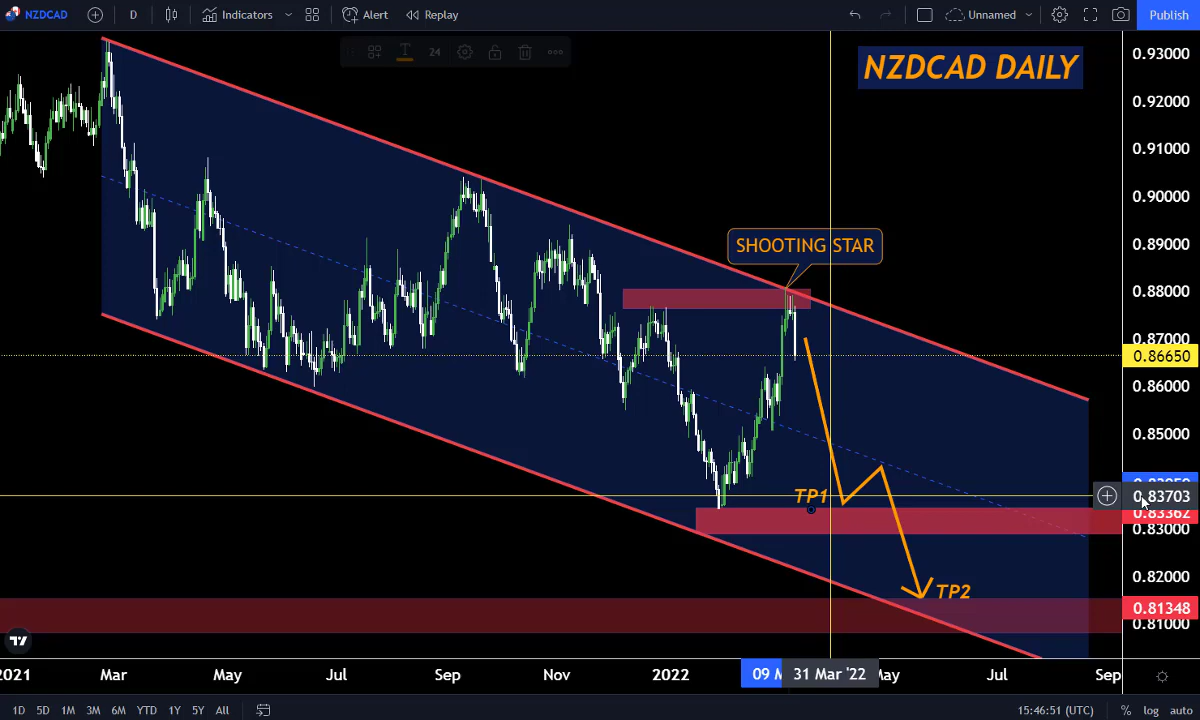 NZDCAD D Indicators Alert Replay Unnamed Publish
24
NZDCAD DAILY
0.93000
0.92000
0.91000
0.90000
0.89000
SHOOTING STAR
0.88000
0.87000
0.86650
0.86000
0.85000
TP1
0.83703
0.83362
0.83000
0.82000
TP2
0.81348
0.81000
2021 Mar May Jul Sep Nov 2022 09 M 31 Mar '22 May Jul Sep
1D 5D 1M 3M 6M YTD 1Y 5Y All 15:46:51 (UTC) % log auto